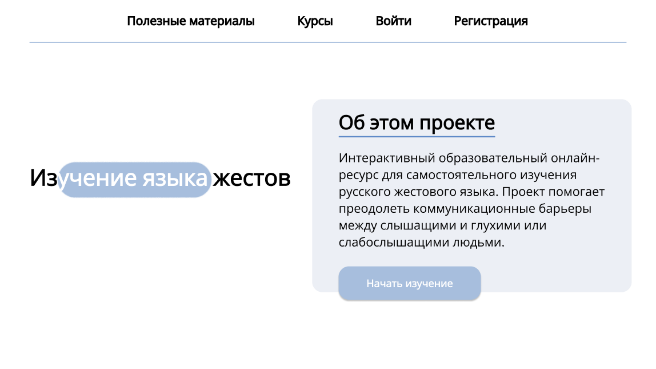 Полезные материалы Курсы Войти Регистрация
Изучение языка жестов
Об этом проекте
Интерактивный образовательный онлайн-
ресурс для самостоятельного изучения
русского жестового языка. Проект помогает
преодолеть коммуникационные барьеры
между слышащими и глухими или
слабослышащими людьми.
Начать изучение